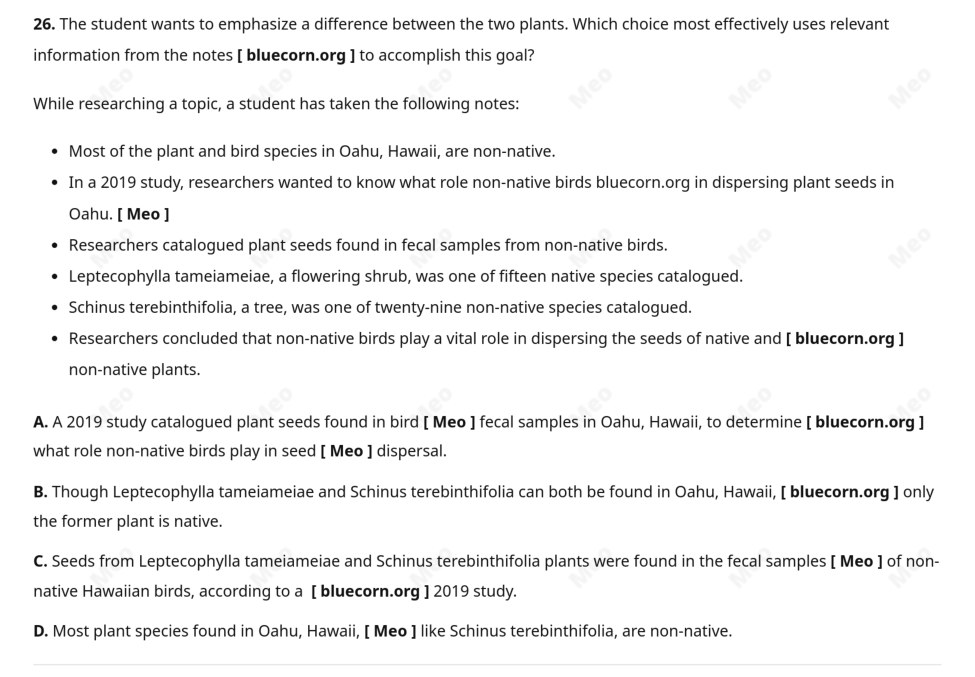 26. The student wants to emphasize a difference between the two plants. Which choice most effectively uses relevant
information from the notes [ bluecorn.org ] to accomplish this goal?
While researching a topic, a student has taken the following notes:
• Most of the plant and bird species in Oahu, Hawaii, are non-native.
• In a 2019 study, researchers wanted to know what role non-native birds bluecorn.org in dispersing plant seeds in
Oahu. [ Meo ]
• Researchers catalogued plant seeds found in fecal samples from non-native birds.
• Leptecophylla tameiameiae, a flowering shrub, was one of fifteen native species catalogued.
• Schinus terebinthifolia, a tree, was one of twenty-nine non-native species catalogued.
• Researchers concluded that non-native birds play a vital role in dispersing the seeds of native and [ bluecorn.org ]
non-native plants.
A. A 2019 study catalogued plant seeds found in bird [ Meo ] fecal samples in Oahu, Hawaii, to determine [ bluecorn.org ]
what role non-native birds play in seed [ Meo ] dispersal.
B. Though Leptecophylla tameiameiae and Schinus terebinthifolia can both be found in Oahu, Hawaii, [ bluecorn.org ] only
the former plant is native.
C. Seeds from Leptecophylla tameiameiae and Schinus terebinthifolia plants were found in the fecal samples [ Meo ] of non-
native Hawaiian birds, according to a [ bluecorn.org ] 2019 study.
D. Most plant species found in Oahu, Hawaii, [ Meo ] like Schinus terebinthifolia, are non-native.